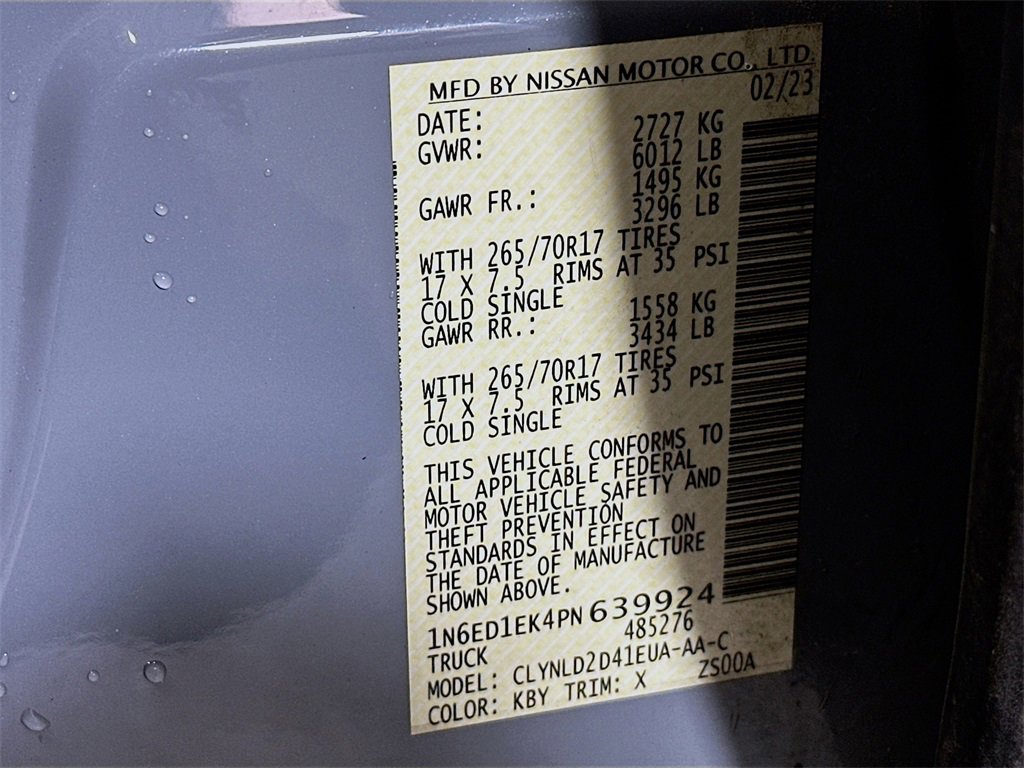 MFD BY NISSAN MOTOR CO., LTD.
DATE: 02/23
GVWR: 2727 KG
6012 LB
GAWR FR.: 1495 KG
3296 LB
WITH 265/70R17 TIRES
17 X 7.5 RIMS AT 35 PSI
COLD SINGLE
GAWR RR.: 1558 KG
3434 LB
WITH 265/70R17 TIRES
17 X 7.5 RIMS AT 35 PSI
COLD SINGLE
THIS VEHICLE CONFORMS TO
ALL APPLICABLE FEDERAL
MOTOR VEHICLE SAFETY AND
THEFT PREVENTION
STANDARDS IN EFFECT ON
THE DATE OF MANUFACTURE
SHOWN ABOVE.
1N6ED1EK4PN639924
TRUCK 485276
MODEL: CLYNLD2D41EUA-AA-C
COLOR: KBY TRIM: X ZS00A